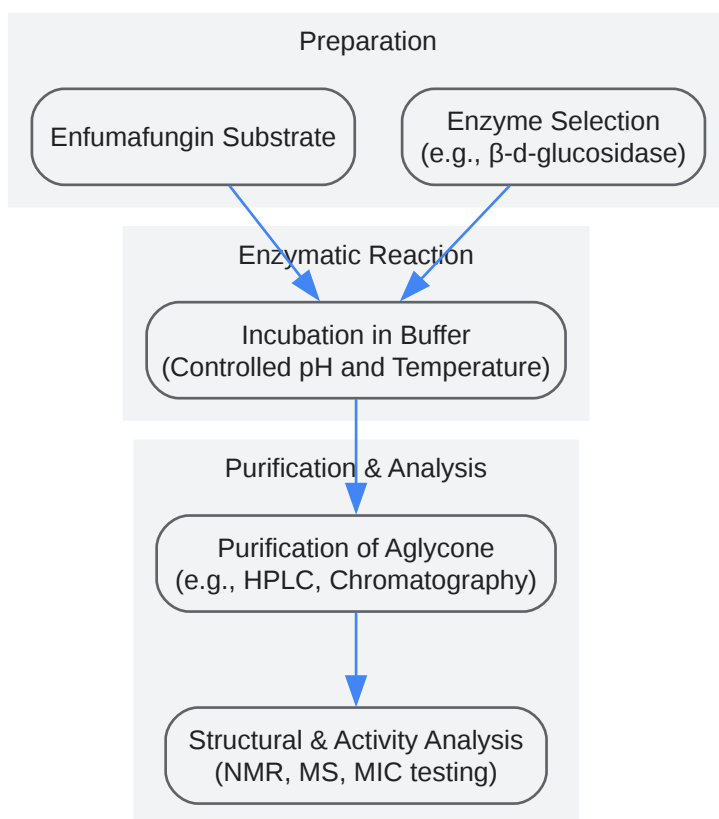 Preparation
Enfumafungin Substrate
Enzyme Selection
(e.g., β-d-glucosidase)
Enzymatic Reaction
Incubation in Buffer
(Controlled pH and Temperature)
Purification & Analysis
Purification of Aglycone
(e.g., HPLC, Chromatography)
Structural & Activity Analysis
(NMR, MS, MIC testing)